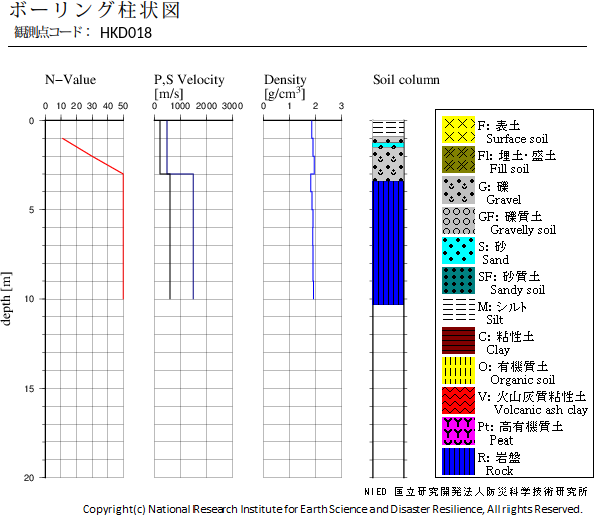 ボーリング柱状図
観測点コード： HKD018
N-Value P,S Velocity Density Soil column
[m/s] [g/cm³]
0 10 20 30 40 50 0 1000 2000 3000 0 1 2 3
0
5
10
15
20
depth [m]
F: 表土
Surface soil
Fl: 埋土・盛土
Fill soil
G: 礫
Gravel
GF: 礫質土
Gravelly soil
S: 砂
Sand
SF: 砂質土
Sandy soil
M: シルト
Silt
C: 粘性土
Clay
O: 有機質土
Organic soil
V: 火山灰質粘性土
Volcanic ash clay
Pt: 高有機質土
Peat
R: 岩盤
Rock
NIED 国立研究開発法人防災科学技術研究所
Copyright(c) National Research Institute for Earth Science and Disaster Resilience, All rights Reserved.